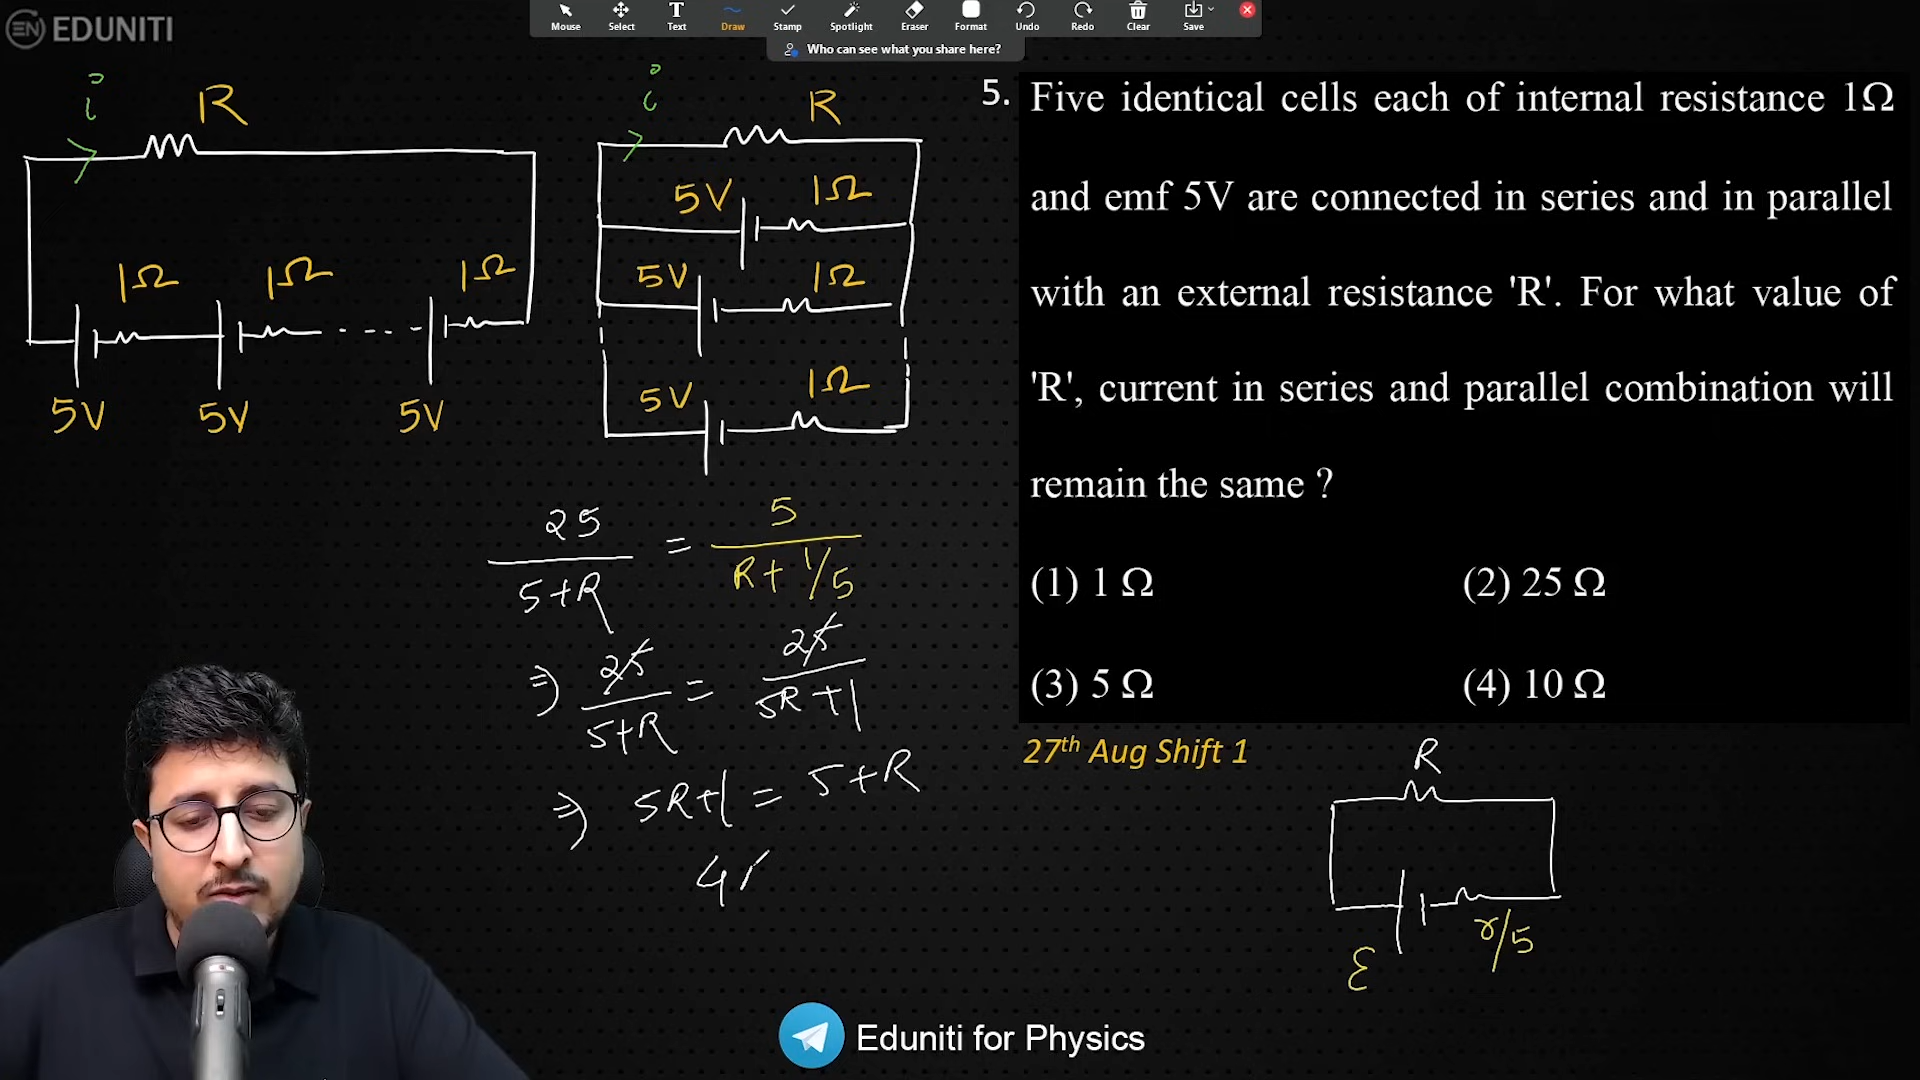 EN EDUNITI
Mouse Select Text Draw Stamp Spotlight Eraser Format Undo Redo Clear Save
Who can see what you share here?
i R
1Ω 1Ω 1Ω
5V 5V 5V
i R
5V 1Ω
5V 1Ω
5V 1Ω
25/5+R = 5/R+1/5
⇒ 25/5+R = 25/5R+1
⇒ 5R+1 = 5+R
4
5. Five identical cells each of internal resistance 1Ω
and emf 5V are connected in series and in parallel
with an external resistance 'R'. For what value of
'R', current in series and parallel combination will
remain the same ?
(1) 1 Ω (2) 25 Ω
(3) 5 Ω (4) 10 Ω
27th Aug Shift 1
R
ε r/5
Eduniti for Physics